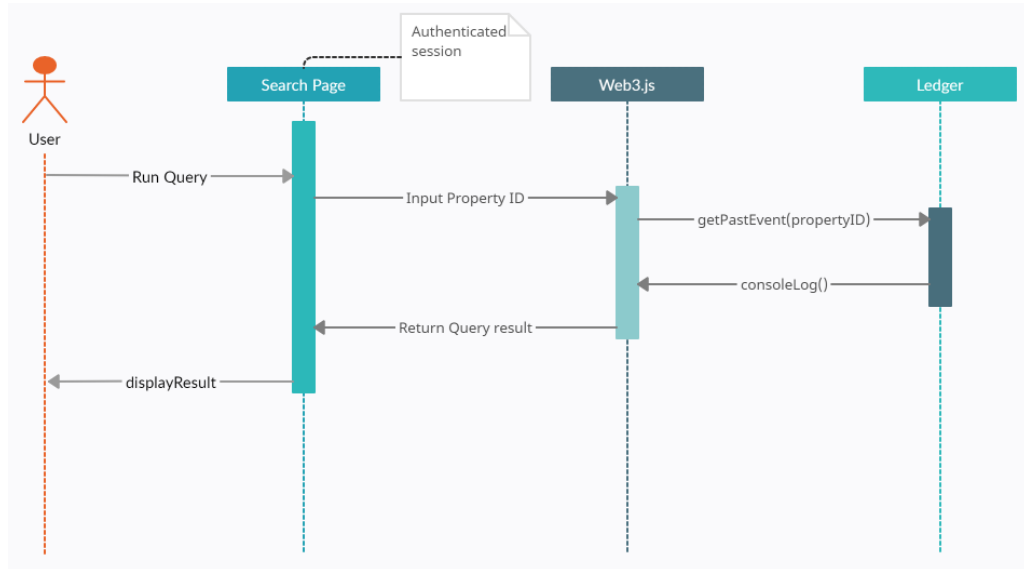 Authenticated
session
Search Page
Web3.js
Ledger
User
Run Query
Input Property ID
getPastEvent(propertyID)
consoleLog()
Return Query result
displayResult